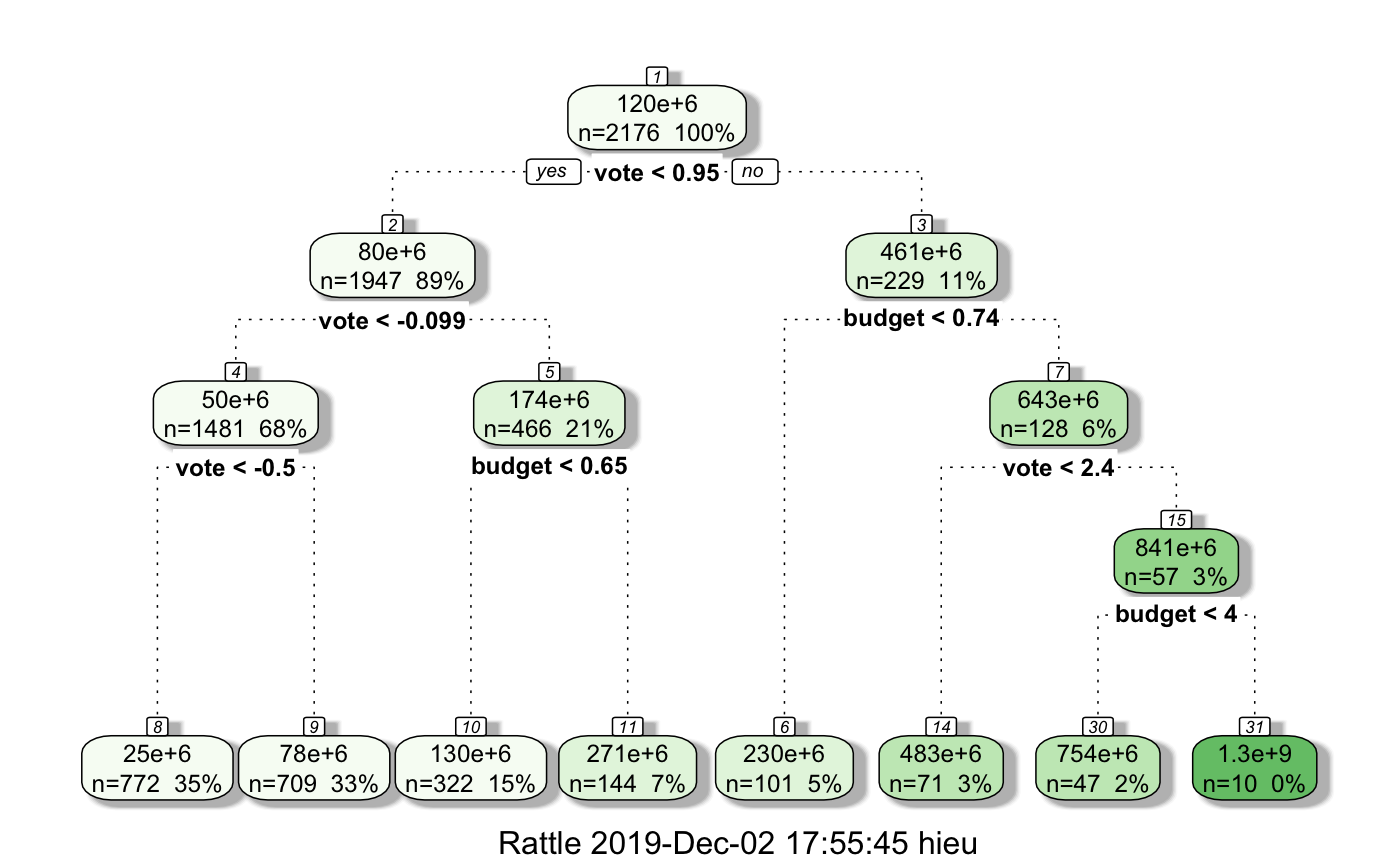 1
120e+6
n=2176 100%
yes vote < 0.95 no
2 3
80e+6 461e+6
n=1947 89% n=229 11%
vote < -0.099 budget < 0.74
4 5 7
50e+6 174e+6 643e+6
n=1481 68% n=466 21% n=128 6%
vote < -0.5 budget < 0.65 vote < 2.4
15
841e+6
n=57 3%
budget < 4
8 9 10 11 6 14 30 31
25e+6 78e+6 130e+6 271e+6 230e+6 483e+6 754e+6 1.3e+9
n=772 35% n=709 33% n=322 15% n=144 7% n=101 5% n=71 3% n=47 2% n=10 0%
Rattle 2019-Dec-02 17:55:45 hieu